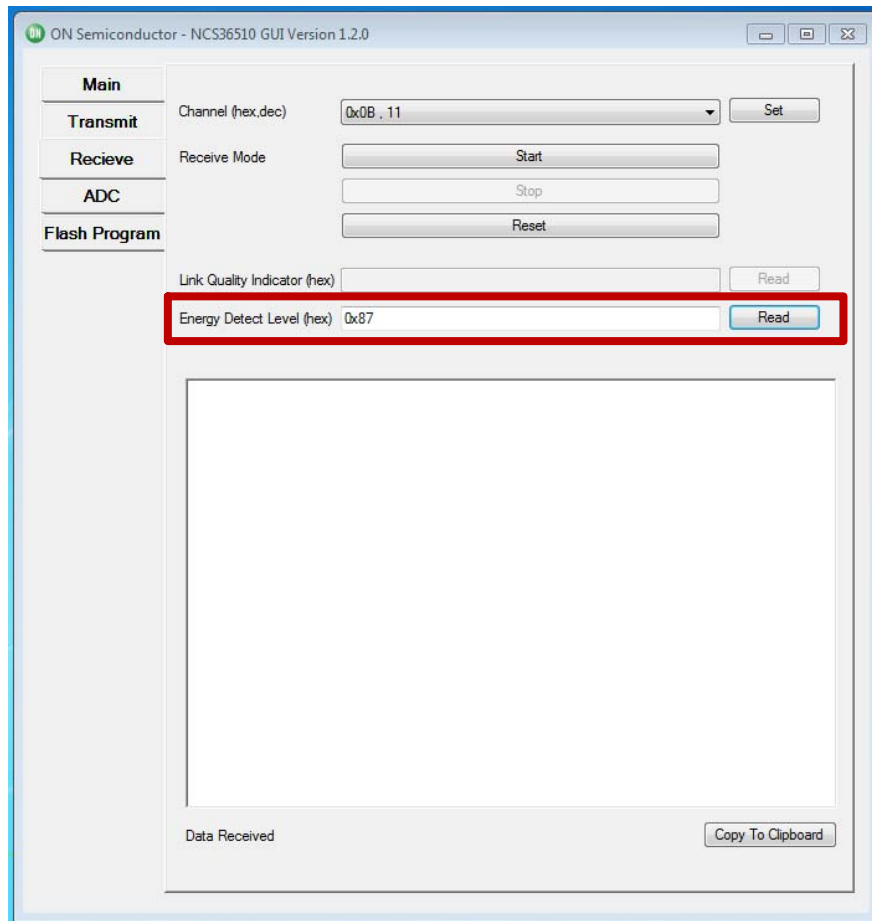 ON Semiconductor - NCS36510 GUI Version 1.2.0
Main
Transmit
Recieve
ADC
Flash Program
Channel (hex,dec) 0x0B , 11 Set
Receive Mode Start
Stop
Reset
Link Quality Indicator (hex) Read
Energy Detect Level (hex) 0x87 Read
Data Received Copy To Clipboard